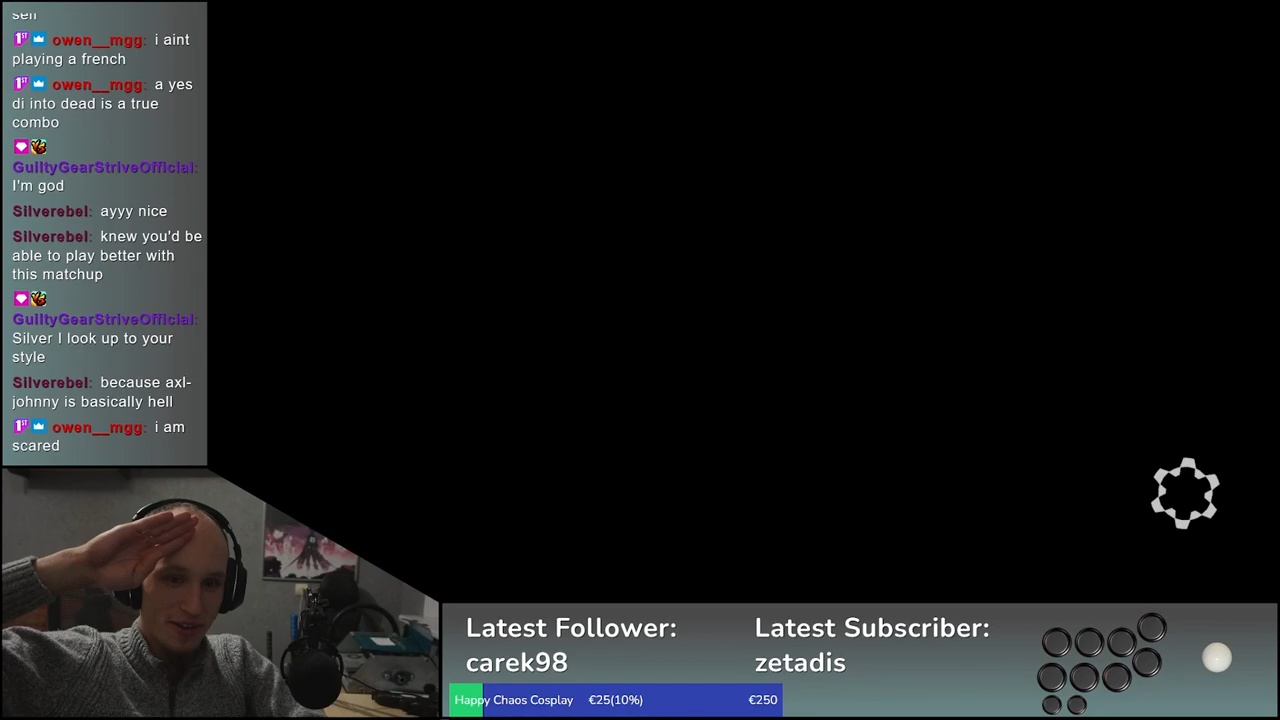 owen__mgg: i aint
playing a french
owen__mgg: a yes
di into dead is a true
combo
GuiltyGearStriveOfficial:
I'm god
Silverebel: ayyy nice
Silverebel: knew you'd be
able to play better with
this matchup
GuiltyGearStriveOfficial:
Silver I look up to your
style
Silverebel: because axl-
johnny is basically hell
owen__mgg: i am
scared
Latest Follower:
carek98
Latest Subscriber:
zetadis
Happy Chaos Cosplay €25(10%) €250